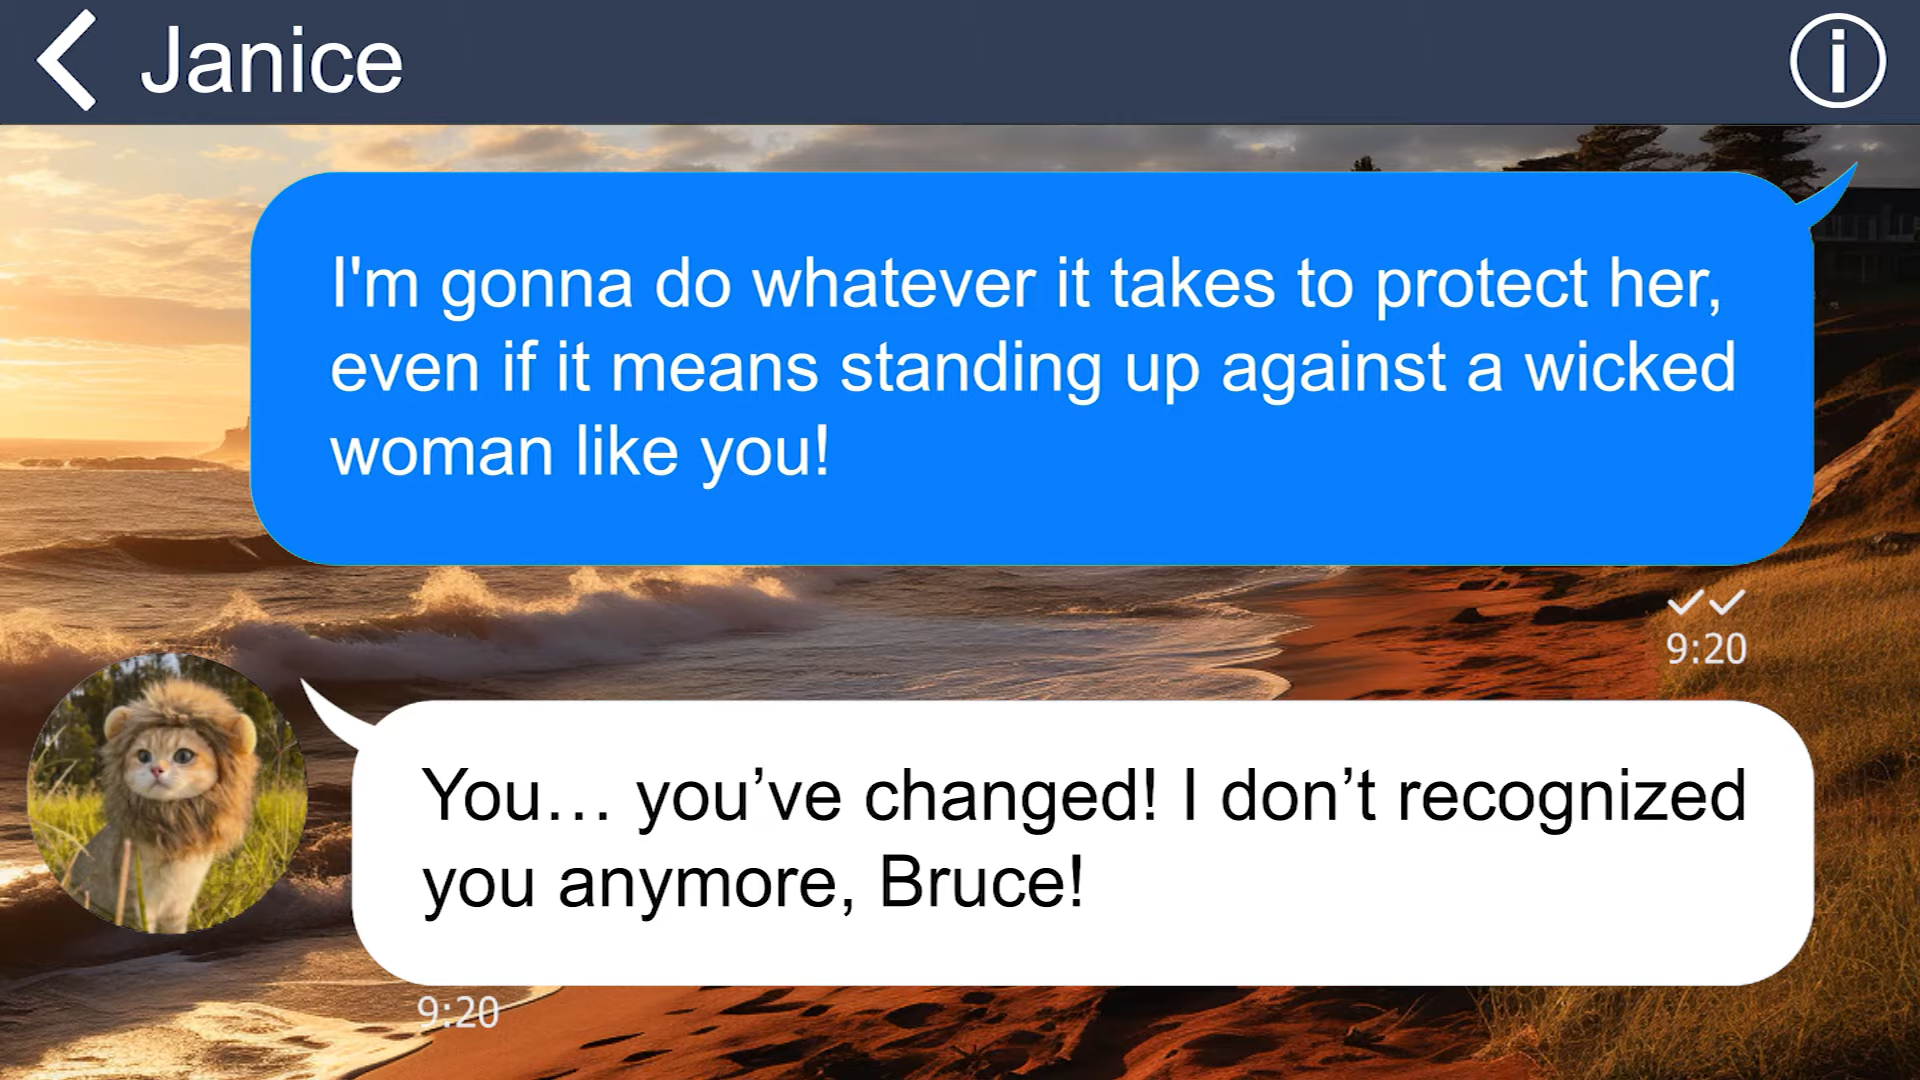 Janice
I'm gonna do whatever it takes to protect her,
even if it means standing up against a wicked
woman like you!
9:20
You… you’ve changed! I don’t recognized
you anymore, Bruce!
9:20